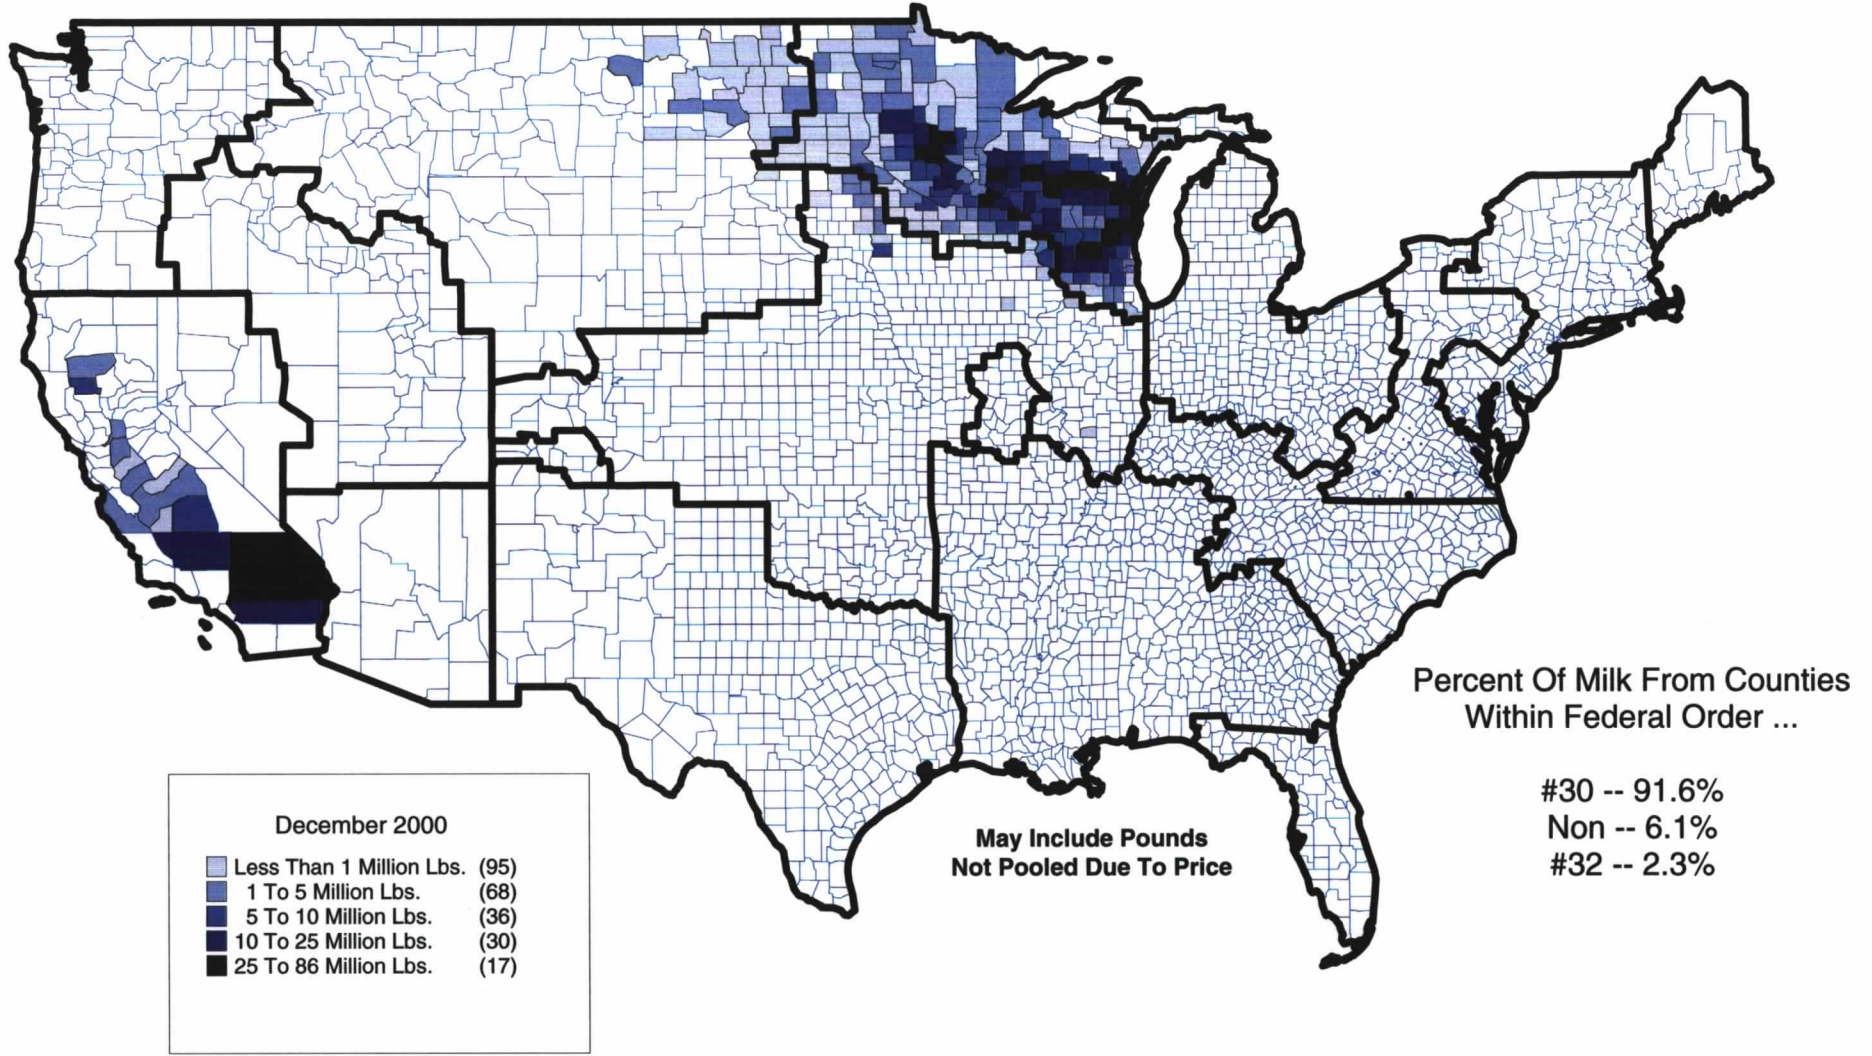 Percent Of Milk From Counties
Within Federal Order ...
#30 -- 91.6%
Non -- 6.1%
#32 -- 2.3%
May Include Pounds
Not Pooled Due To Price
December 2000
Less Than 1 Million Lbs. (95)
1 To 5 Million Lbs. (68)
5 To 10 Million Lbs. (36)
10 To 25 Million Lbs. (30)
25 To 86 Million Lbs. (17)